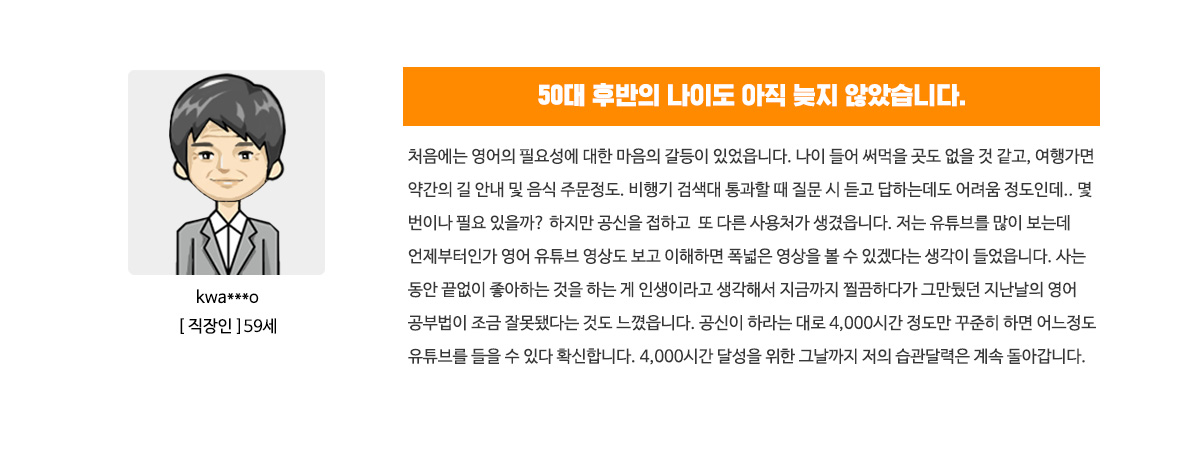 50대 후반의 나이도 아직 늦지 않았습니다.
처음에는 영어의 필요성에 대한 마음의 갈등이 있었읍니다. 나이 들어 써먹을 곳도 없을 것 같고, 여행가면
약간의 길 안내 및 음식 주문정도. 비행기 검색대 통과할 때 질문 시 듣고 답하는데도 어려움 정도인데.. 몇
번이나 필요 있을까? 하지만 공신을 접하고 또 다른 사용처가 생겼읍니다. 저는 유튜브를 많이 보는데
언제부터인가 영어 유튜브 영상도 보고 이해하면 폭넓은 영상을 볼 수 있겠다는 생각이 들었읍니다. 사는
동안 끝없이 좋아하는 것을 하는 게 인생이라고 생각해서 지금까지 찔끔하다가 그만뒀던 지난날의 영어
공부법이 조금 잘못됐다는 것도 느꼈읍니다. 공신이 하라는 대로 4,000시간 정도만 꾸준히 하면 어느정도
유튜브를 들을 수 있다 확신합니다. 4,000시간 달성을 위한 그날까지 저의 습관달력은 계속 돌아갑니다.
kwa***o
[ 직장인 ] 59세